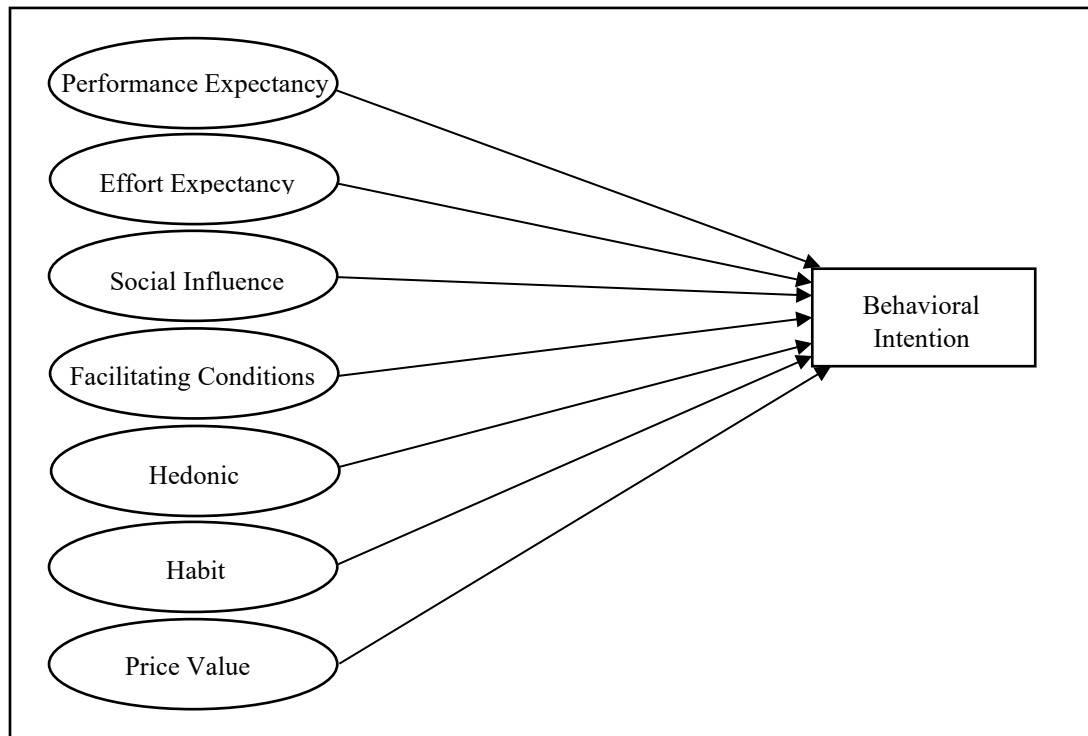 Performance Expectancy
Effort Expectancy
Social Influence
Facilitating Conditions
Hedonic
Habit
Price Value
Behavioral
Intention